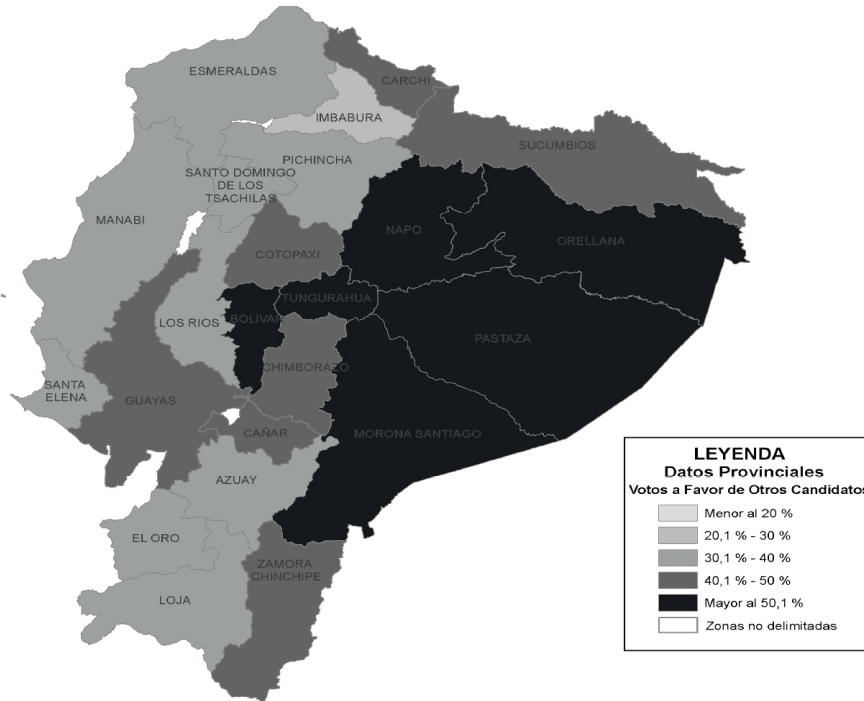 ESMERALDAS
CARCHI
IMBABURA
SUCUMBIOS
PICHINCHA
SANTO DOMINGO
DE LOS
TSACHILAS
MANABI
NAPO
ORELLANA
COTOPAXI
TUNGURAHUA
BOLIVAR
LOS RIOS
PASTAZA
CHIMBORAZO
SANTA
ELENA
GUAYAS
CAÑAR
MORONA SANTIAGO
AZUAY
EL ORO
ZAMORA
CHINCHIPE
LOJA
LEYENDA
Datos Provinciales
Votos a Favor de Otros Candidatos
Menor al 20 %
20,1 % - 30 %
30,1 % - 40 %
40,1 % - 50 %
Mayor al 50,1 %
Zonas no delimitadas